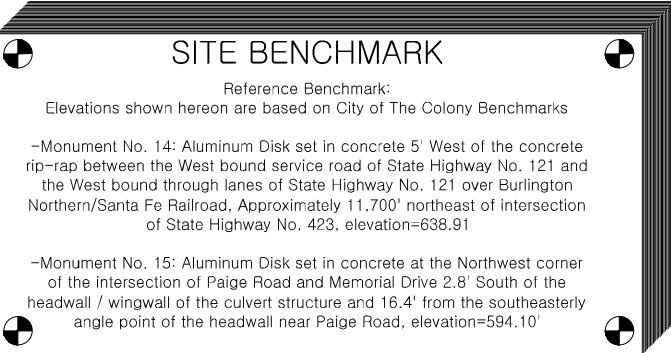 SITE BENCHMARK
Reference Benchmark:
Elevations shown hereon are based on City of The Colony Benchmarks
-Monument No. 14: Aluminum Disk set in concrete 5' West of the concrete
rip-rap between the West bound service road of State Highway No. 121 and
the West bound through lanes of State Highway No. 121 over Burlington
Northern/Santa Fe Railroad, Approximately 11,700' northeast of intersection
of State Highway No. 423, elevation=638.91
-Monument No. 15: Aluminum Disk set in concrete at the Northwest corner
of the intersection of Paige Road and Memorial Drive 2.8' South of the
headwall / wingwall of the culvert structure and 16.4' from the southeasterly
angle point of the headwall near Paige Road, elevation=594.10'